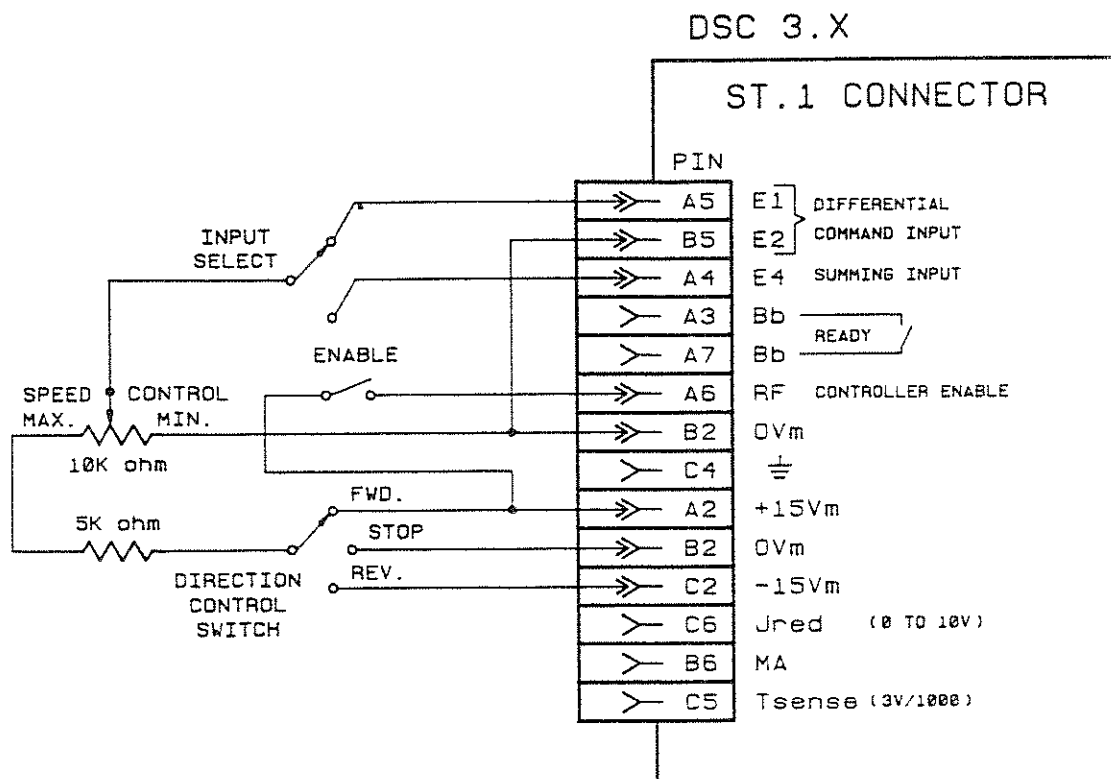 DSC 3.X
ST.1 CONNECTOR
PIN
A5 E1 DIFFERENTIAL
INPUT SELECT
B5 E2 COMMAND INPUT
A4 E4 SUMMING INPUT
A3 Bb
READY
ENABLE
A7 Bb
SPEED CONTROL
MAX. MIN.
A6 RF CONTROLLER ENABLE
10K ohm
B2 0Vm
C4
FWD.
A2 +15Vm
5K ohm
STOP
B2 0Vm
REV.
DIRECTION
CONTROL
SWITCH
C2 -15Vm
C6 Jred (0 TO 10V)
B6 MA
C5 Tsense (3V/1000)